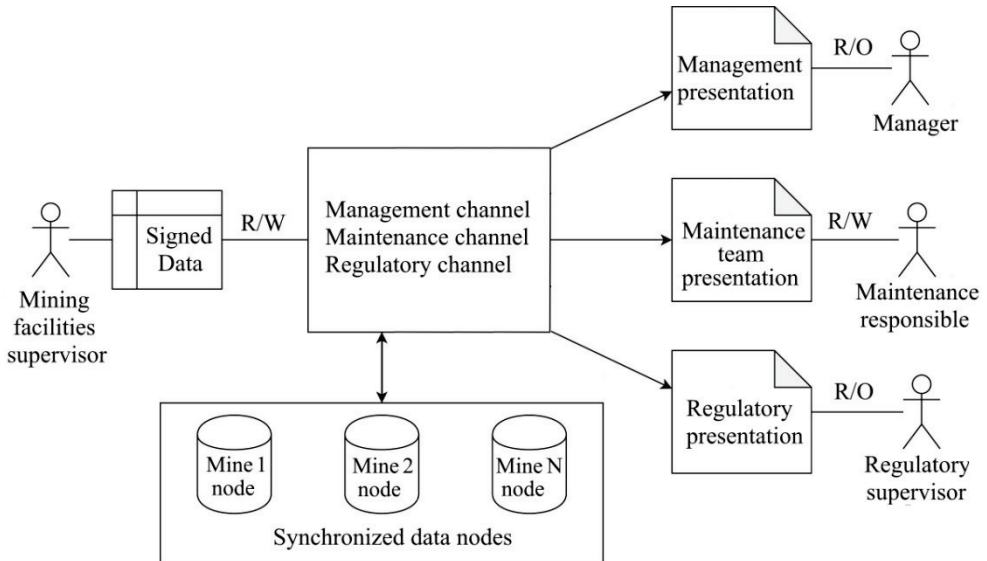 Mining
facilities
supervisor
Signed
Data
R/W
Management channel
Maintenance channel
Regulatory channel
Management
presentation
R/O
Manager
Maintenance
team
presentation
R/W
Maintenance
responsible
Regulatory
presentation
R/O
Regulatory
supervisor
Mine 1
node
Mine 2
node
Mine N
node
Synchronized data nodes